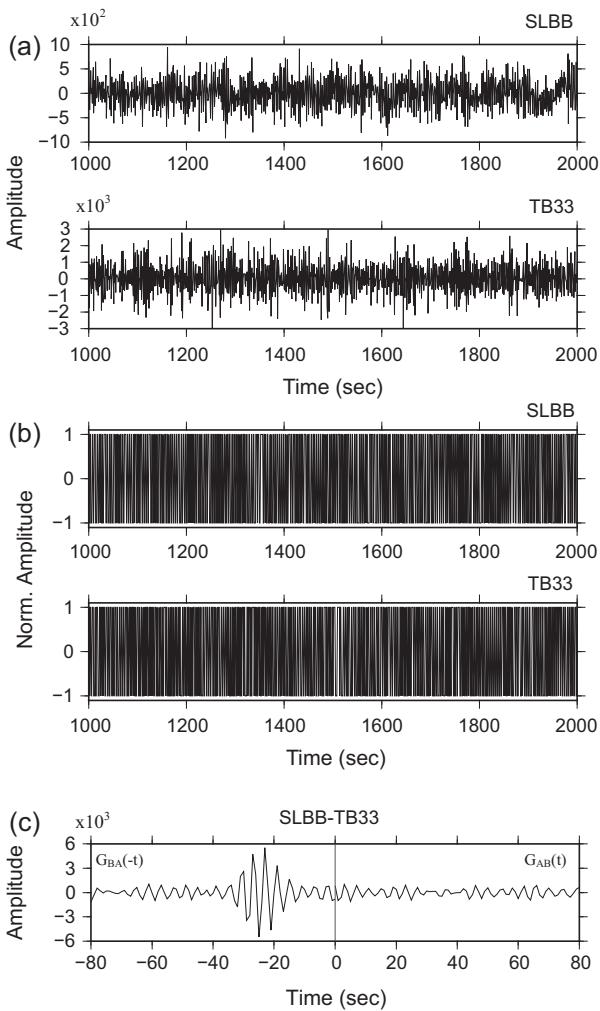 (a)
x10²
SLBB
10
5
0
−5
−10
1000 1200 1400 1600 1800 2000
Amplitude
x10³
TB33
3
2
1
0
−1
−2
−3
1000 1200 1400 1600 1800 2000
Time (sec)
(b)
SLBB
1
0
−1
1000 1200 1400 1600 1800 2000
Norm. Amplitude
TB33
1
0
−1
1000 1200 1400 1600 1800 2000
Time (sec)
(c)
x10³
SLBB-TB33
Amplitude
6
3
0
−3
−6
G_BA(-t) G_AB(t)
−80 −60 −40 −20 0 20 40 60 80
Time (sec)